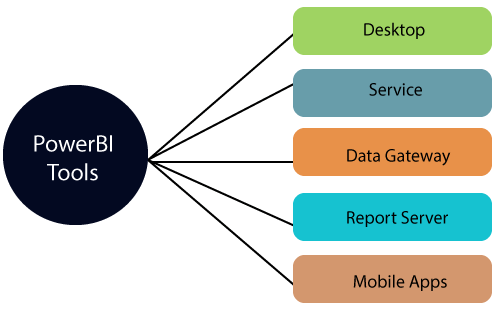 PowerBI
Tools
Desktop
Service
Data Gateway
Report Server
Mobile Apps